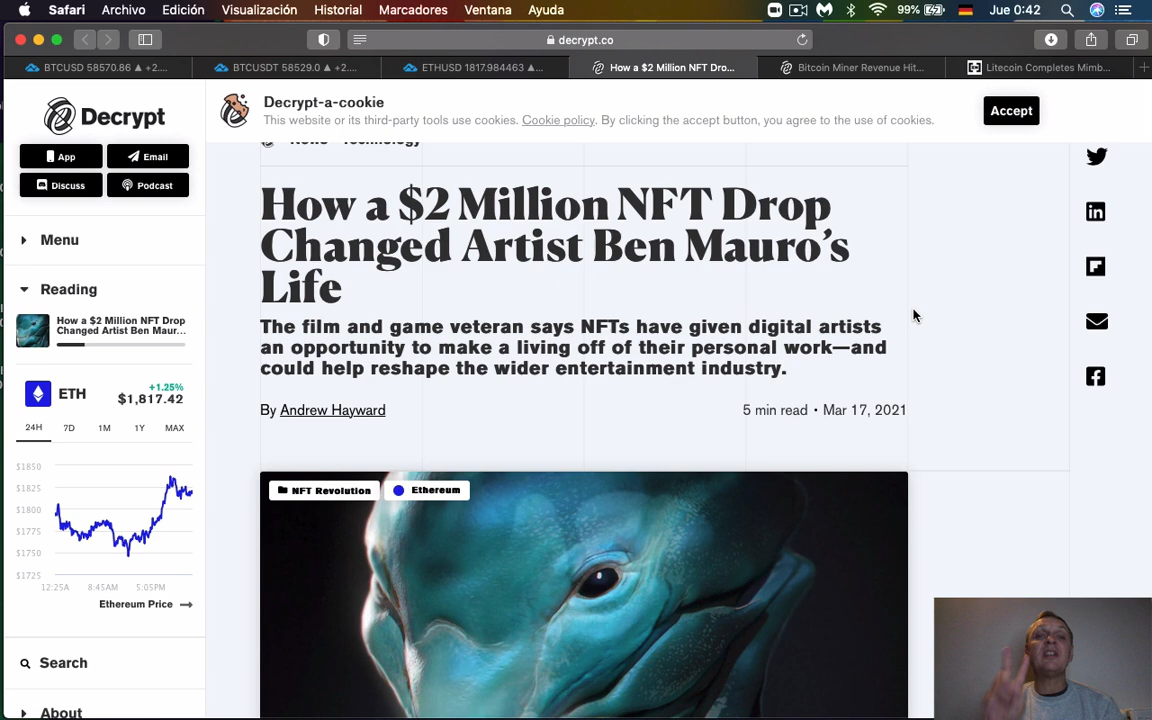 Safari Archivo Edición Visualización Historial Marcadores Ventana Ayuda 99% Jue 0:42
decrypt.co
BTCUSD 58570.86 ▲ +2.... BTCUSDT 58529.0 ▲ +2.... ETHUSD 1817.984463 ▲... How a $2 Million NFT Dro... Bitcoin Miner Revenue Hit... Litecoin Completes Mimb...
Decrypt
App Email
Discuss Podcast
Menu
Reading
How a $2 Million NFT Drop
Changed Artist Ben Maur...
ETH +1.25%
$1,817.42
24H 7D 1M 1Y MAX
$1850
$1825
$1800
$1775
$1750
$1725
12:25A 8:45AM 5:05PM
Ethereum Price
Search
About
Decrypt-a-cookie
This website or its third-party tools use cookies. Cookie policy. By clicking the accept button, you agree to the use of cookies.
Accept
News Technology
How a $2 Million NFT Drop
Changed Artist Ben Mauro’s
Life
The film and game veteran says NFTs have given digital artists
an opportunity to make a living off of their personal work—and
could help reshape the wider entertainment industry.
By Andrew Hayward 5 min read • Mar 17, 2021
NFT Revolution Ethereum